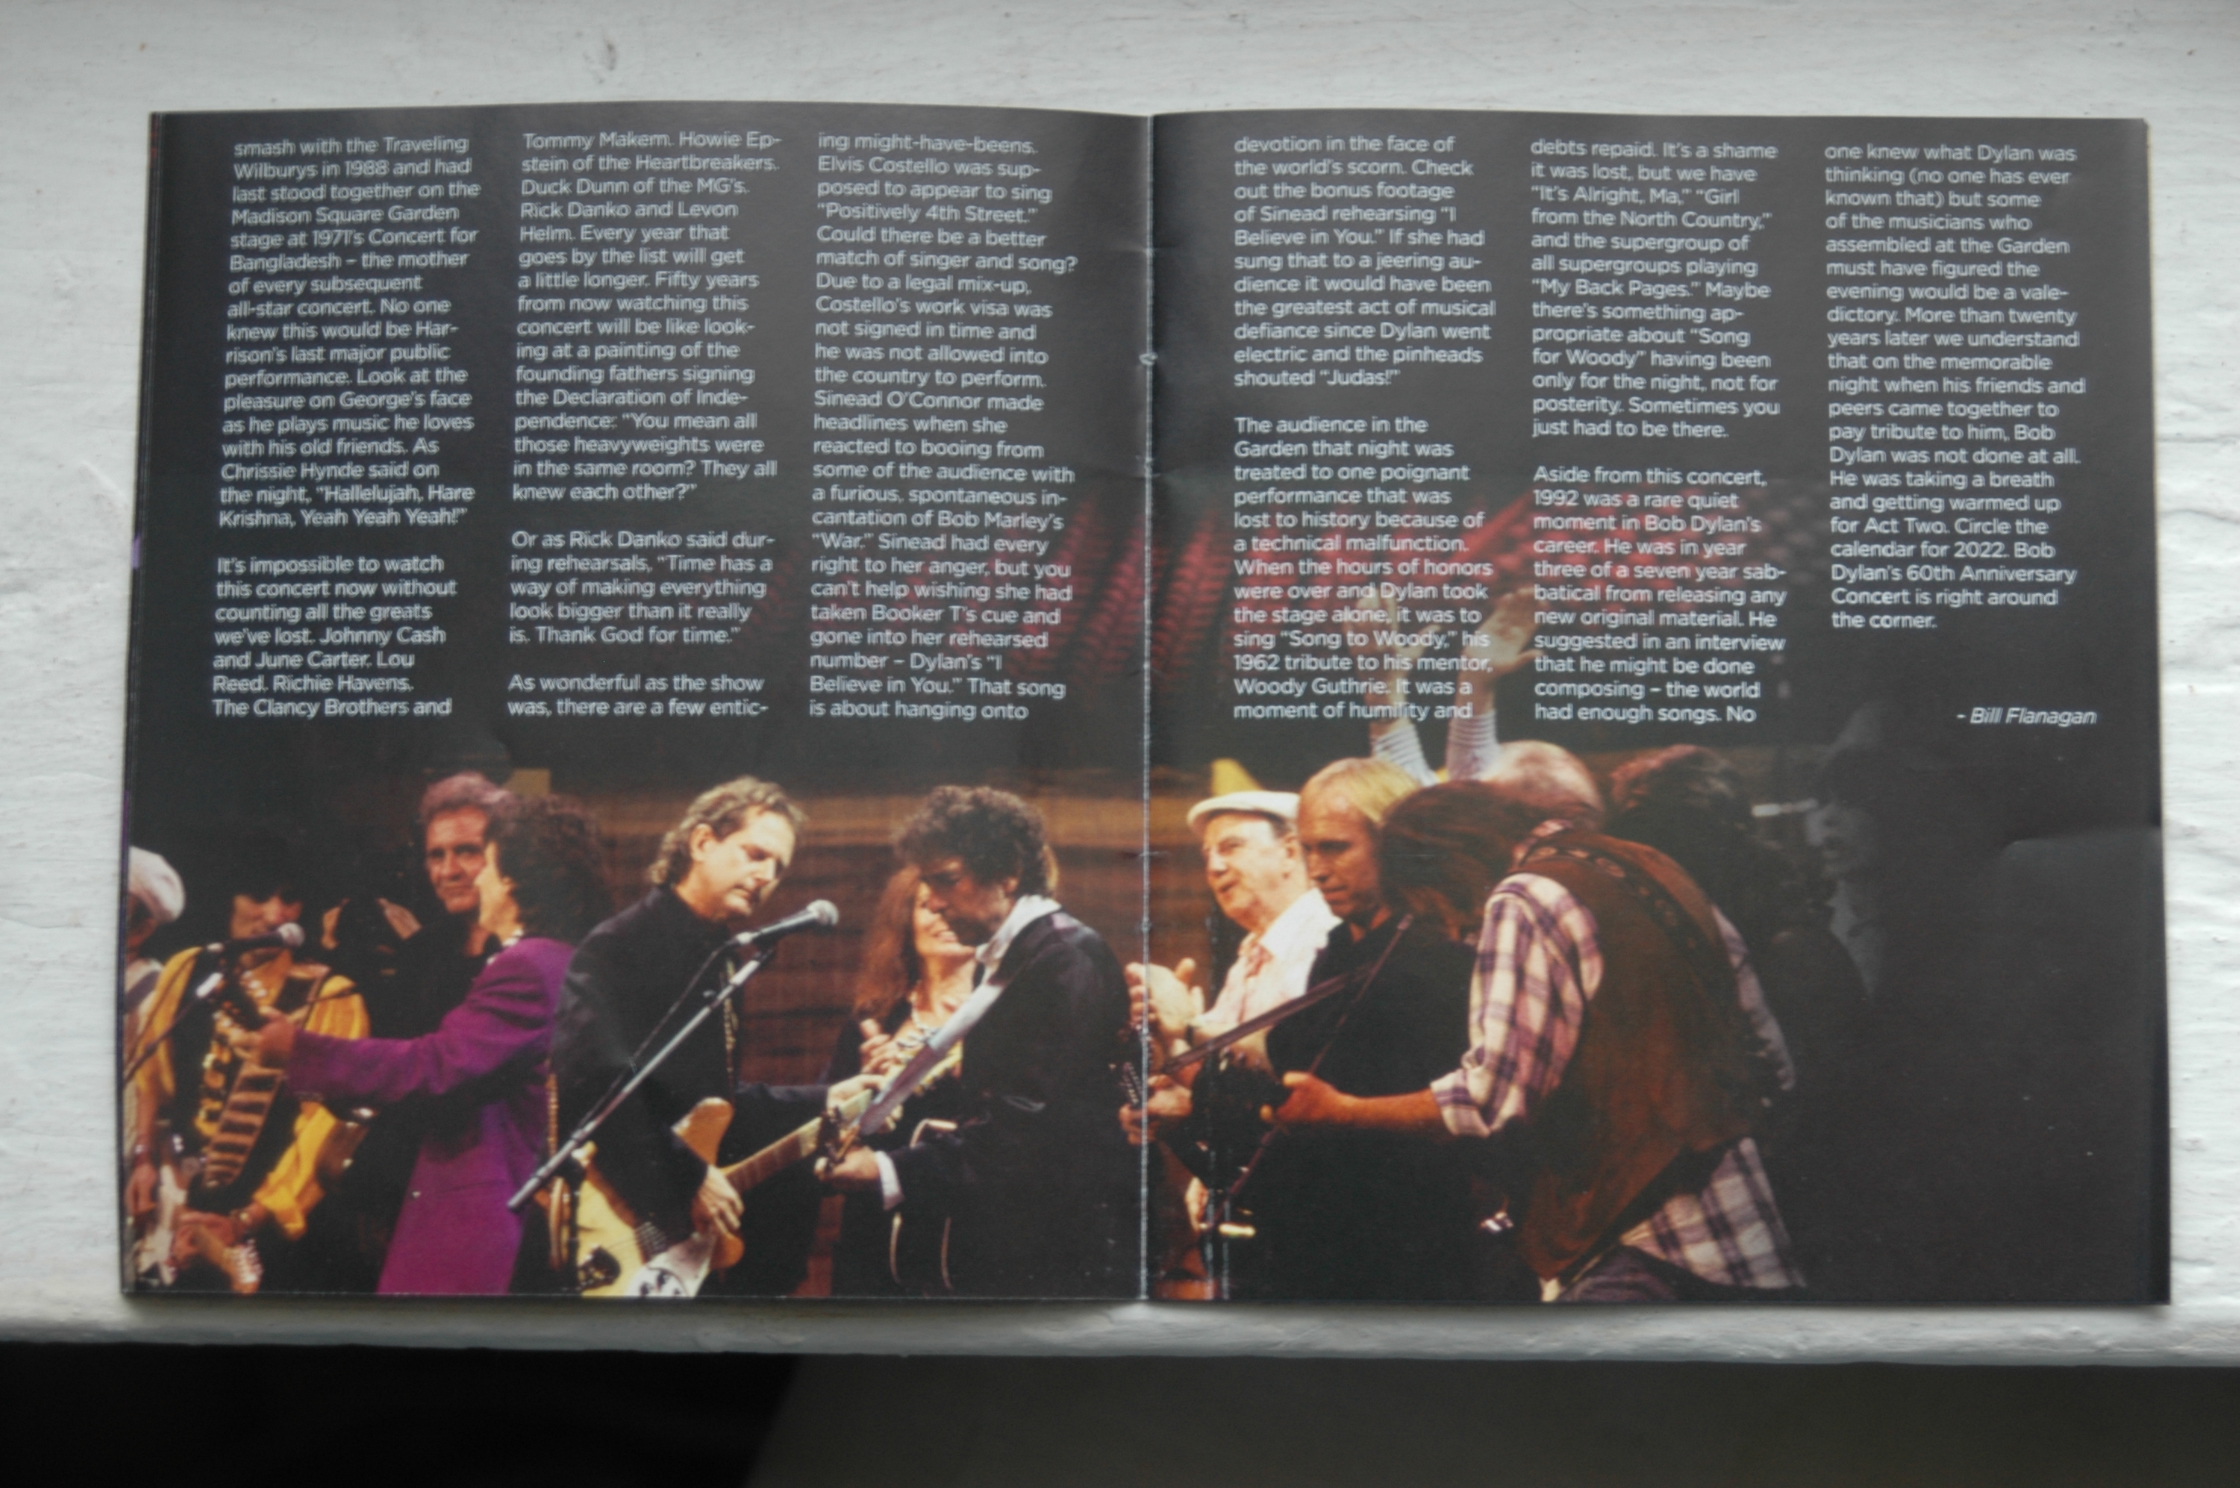 smash with the Traveling
Wilburys in 1988 and had
last stood together on the
Madison Square Garden
stage at 1971's Concert for
Bangladesh – the mother
of every subsequent
all-star concert. No one
knew this would be Har-
rison's last major public
performance. Look at the
pleasure on George's face
as he plays music he loves
with his old friends. As
Chrissie Hynde said on
the night, "Hallelujah, Hare
Krishna, Yeah Yeah Yeah!"
It's impossible to watch
this concert now without
counting all the greats
we've lost. Johnny Cash
and June Carter. Lou
Reed. Richie Havens.
The Clancy Brothers and
Tommy Makem. Howie Ep-
stein of the Heartbreakers.
Duck Dunn of the MG's.
Rick Danko and Levon
Helm. Every year that
goes by the list will get
a little longer. Fifty years
from now watching this
concert will be like look-
ing at a painting of the
founding fathers signing
the Declaration of Inde-
pendence: "You mean all
those heavyweights were
in the same room? They all
knew each other?"
Or as Rick Danko said dur-
ing rehearsals, "Time has a
way of making everything
look bigger than it really
is. Thank God for time."
As wonderful as the show
was, there are a few entic-
ing might-have-beens.
Elvis Costello was sup-
posed to appear to sing
"Positively 4th Street."
Could there be a better
match of singer and song?
Due to a legal mix-up,
Costello's work visa was
not signed in time and
he was not allowed into
the country to perform.
Sinead O'Connor made
headlines when she
reacted to booing from
some of the audience with
a furious, spontaneous in-
cantation of Bob Marley's
"War." Sinead had every
right to her anger, but you
can't help wishing she had
taken Booker T's cue and
gone into her rehearsed
number – Dylan's "I
Believe in You." That song
is about hanging onto
devotion in the face of
the world's scorn. Check
out the bonus footage
of Sinead rehearsing "I
Believe in You." If she had
sung that to a jeering au-
dience it would have been
the greatest act of musical
defiance since Dylan went
electric and the pinheads
shouted "Judas!"
The audience in the
Garden that night was
treated to one poignant
performance that was
lost to history because of
a technical malfunction.
When the hours of honors
were over and Dylan took
the stage alone, it was to
sing "Song to Woody," his
1962 tribute to his mentor,
Woody Guthrie. It was a
moment of humility and
debts repaid. It's a shame
it was lost, but we have
"It's Alright, Ma," "Girl
from the North Country,"
and the supergroup of
all supergroups playing
"My Back Pages." Maybe
there's something ap-
propriate about "Song
for Woody" having been
only for the night, not for
posterity. Sometimes you
just had to be there.
Aside from this concert,
1992 was a rare quiet
moment in Bob Dylan's
career. He was in year
three of a seven year sab-
batical from releasing any
new original material. He
suggested in an interview
that he might be done
composing – the world
had enough songs. No
one knew what Dylan was
thinking (no one has ever
known that) but some
of the musicians who
assembled at the Garden
must have figured the
evening would be a vale-
dictory. More than twenty
years later we understand
that on the memorable
night when his friends and
peers came together to
pay tribute to him, Bob
Dylan was not done at all.
He was taking a breath
and getting warmed up
for Act Two. Circle the
calendar for 2022. Bob
Dylan's 60th Anniversary
Concert is right around
the corner.
- Bill Flanagan